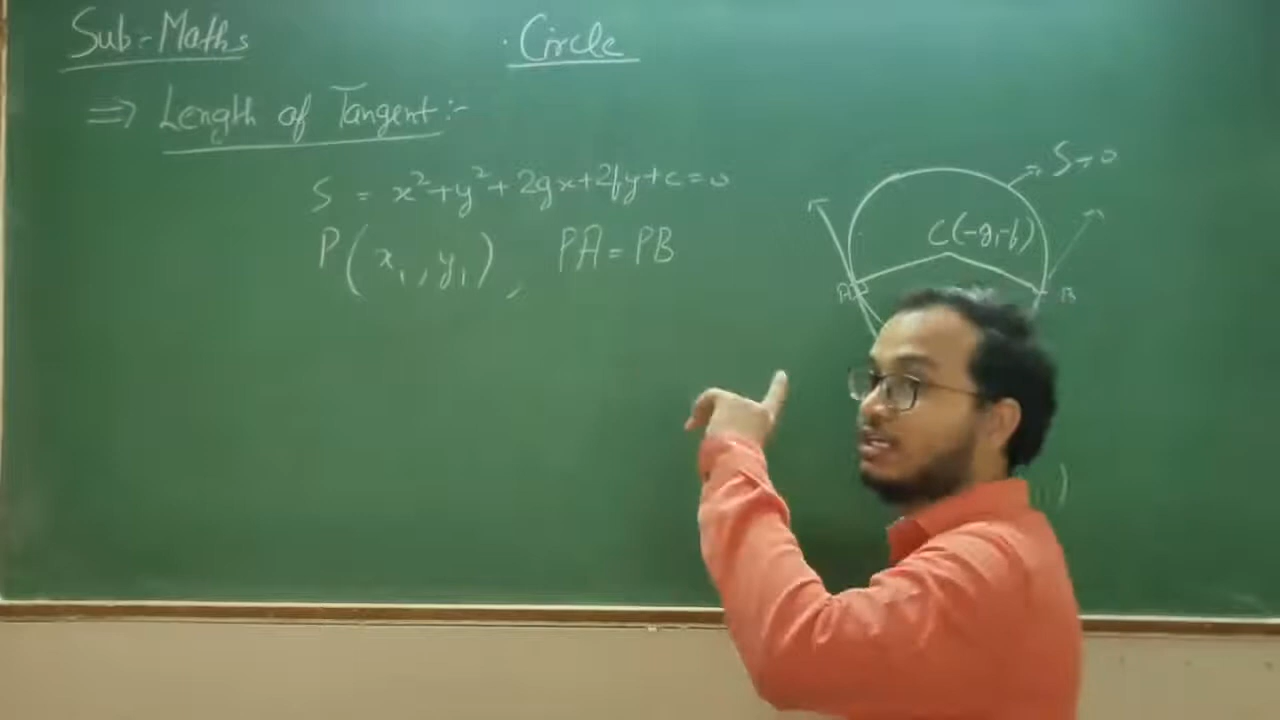 Sub:- Maths
Circle
⇒ Length of Tangent :-
S = x²+y²+2gx+2fy+c=0
P(x₁,y₁), PA=PB
S=0
C(-g,-f)
A
B
)